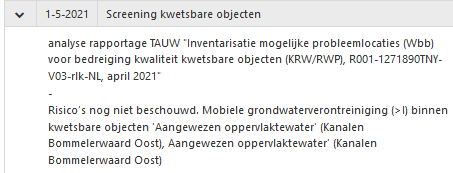 1-5-2021 Screening kwetsbare objecten
analyse rapportage TAUW "Inventarisatie mogelijke probleemlocaties (Wbb)
voor bedreiging kwaliteit kwetsbare objecten (KRW/RWP), R001-1271890TNY-
V03-rlk-NL, april 2021"
-
Risico's nog niet beschouwd. Mobiele grondwaterverontreiniging (>I) binnen
kwetsbare objecten 'Aangewezen oppervlaktewater' (Kanalen
Bommelerwaard Oost), Aangewezen oppervlaktewater' (Kanalen
Bommelerwaard Oost)